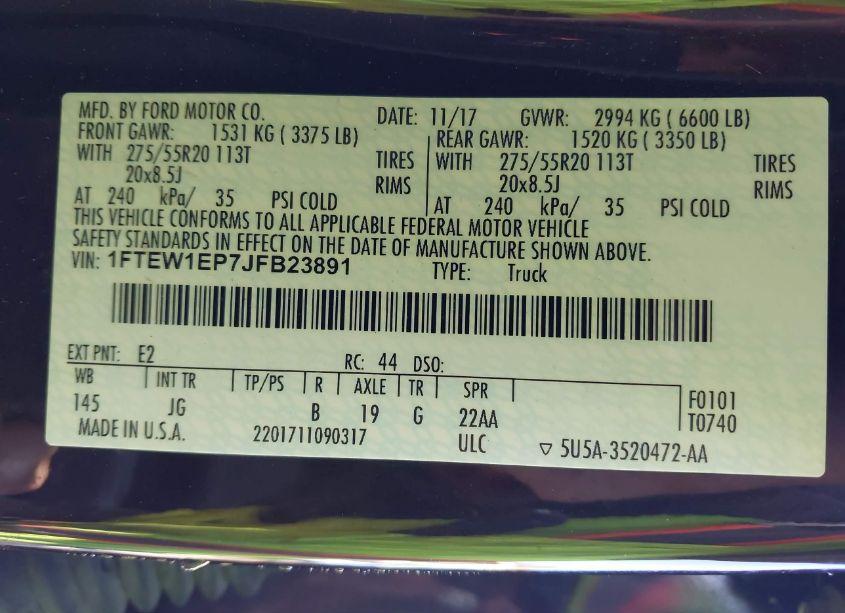 MFD. BY FORD MOTOR CO. DATE: 11/17 GVWR: 2994 KG ( 6600 LB)
FRONT GAWR: 1531 KG ( 3375 LB) REAR GAWR: 1520 KG ( 3350 LB)
WITH 275/55R20 113T TIRES WITH 275/55R20 113T TIRES
20x8.5J RIMS 20x8.5J RIMS
AT 240 kPa/ 35 PSI COLD AT 240 kPa/ 35 PSI COLD
THIS VEHICLE CONFORMS TO ALL APPLICABLE FEDERAL MOTOR VEHICLE
SAFETY STANDARDS IN EFFECT ON THE DATE OF MANUFACTURE SHOWN ABOVE.
VIN: 1FTEW1EP7JFB23891 TYPE: Truck
EXT PNT: E2 RC: 44 DSO:
WB INT TR TP/PS R AXLE TR SPR F0101
145 JG B 19 G 22AA T0740
MADE IN U.S.A. 2201711090317 ULC ▽ 5U5A-3520472-AA